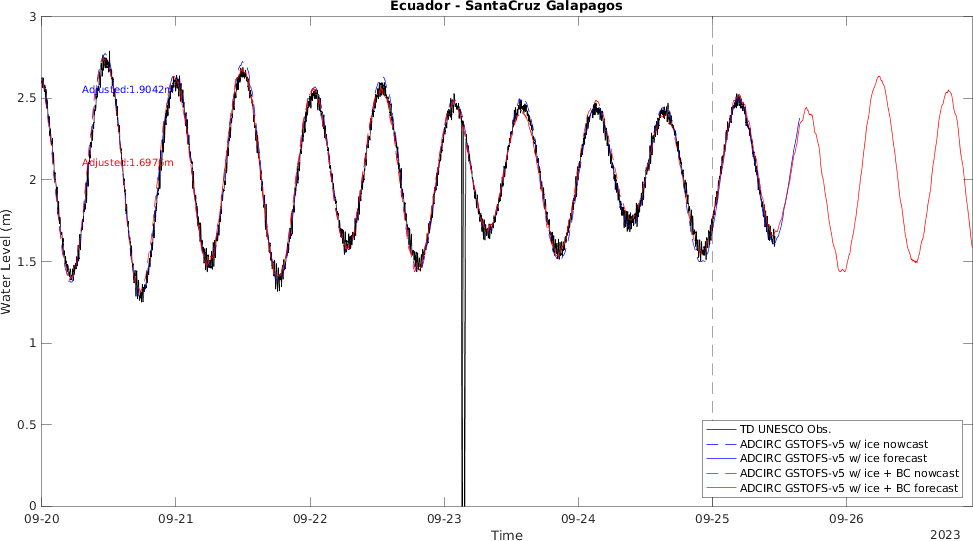 Ecuador - SantaCruz Galapagos
3
2.5
2
1.5
1
0.5
0
Water Level (m)
Adjusted:1.9042m
Adjusted:1.6975m
TD UNESCO Obs.
ADCIRC GSTOFS-v5 w/ ice nowcast
ADCIRC GSTOFS-v5 w/ ice forecast
ADCIRC GSTOFS-v5 w/ ice + BC nowcast
ADCIRC GSTOFS-v5 w/ ice + BC forecast
09-20 09-21 09-22 09-23 09-24 09-25 09-26
Time
2023